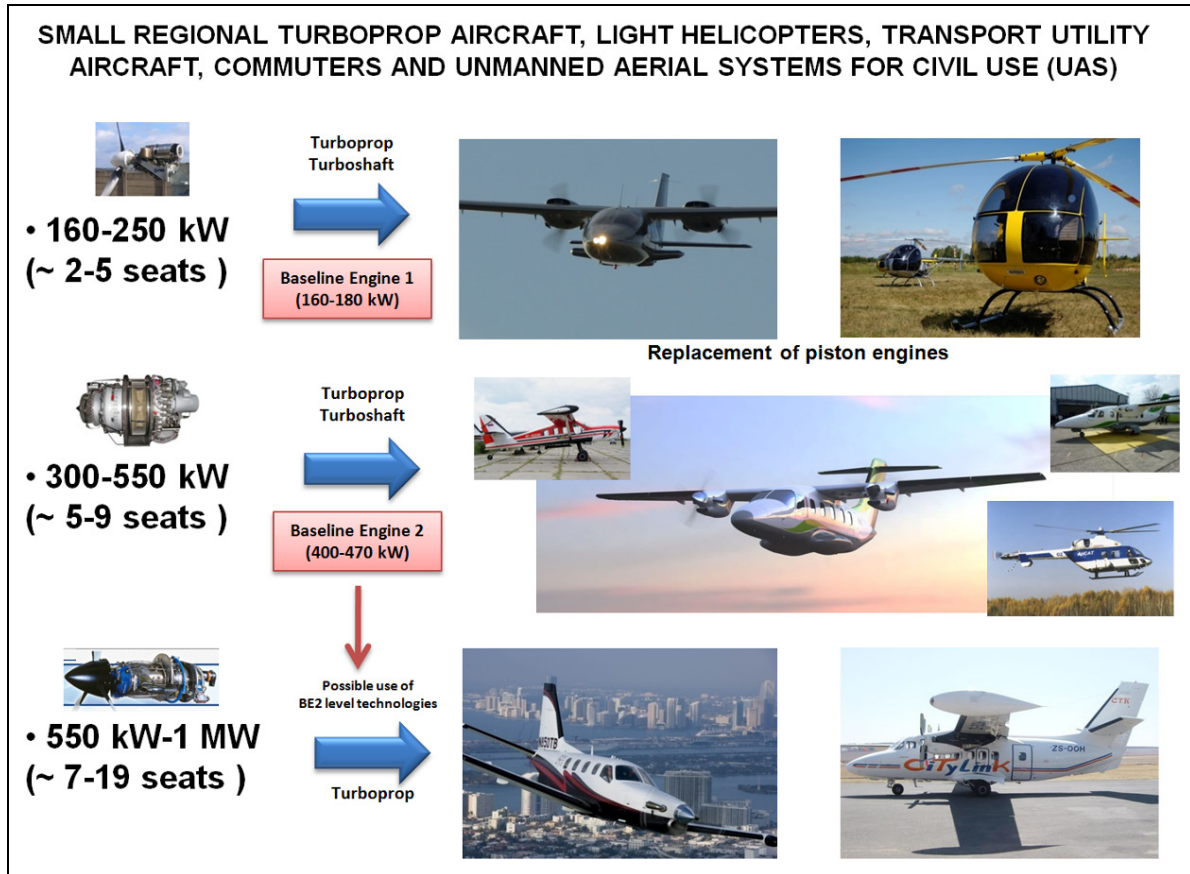 SMALL REGIONAL TURBOPROP AIRCRAFT, LIGHT HELICOPTERS, TRANSPORT UTILITY
AIRCRAFT, COMMUTERS AND UNMANNED AERIAL SYSTEMS FOR CIVIL USE (UAS)
Turboprop
Turboshaft
• 160-250 kW
(~ 2-5 seats )
Baseline Engine 1
(160-180 kW)
Replacement of piston engines
Turboprop
Turboshaft
• 300-550 kW
(~ 5-9 seats )
Baseline Engine 2
(400-470 kW)
Possible use of
BE2 level technologies
• 550 kW-1 MW
(~ 7-19 seats )
Turboprop
N850TB
CTK
ZS-OOH
CiTyLinK